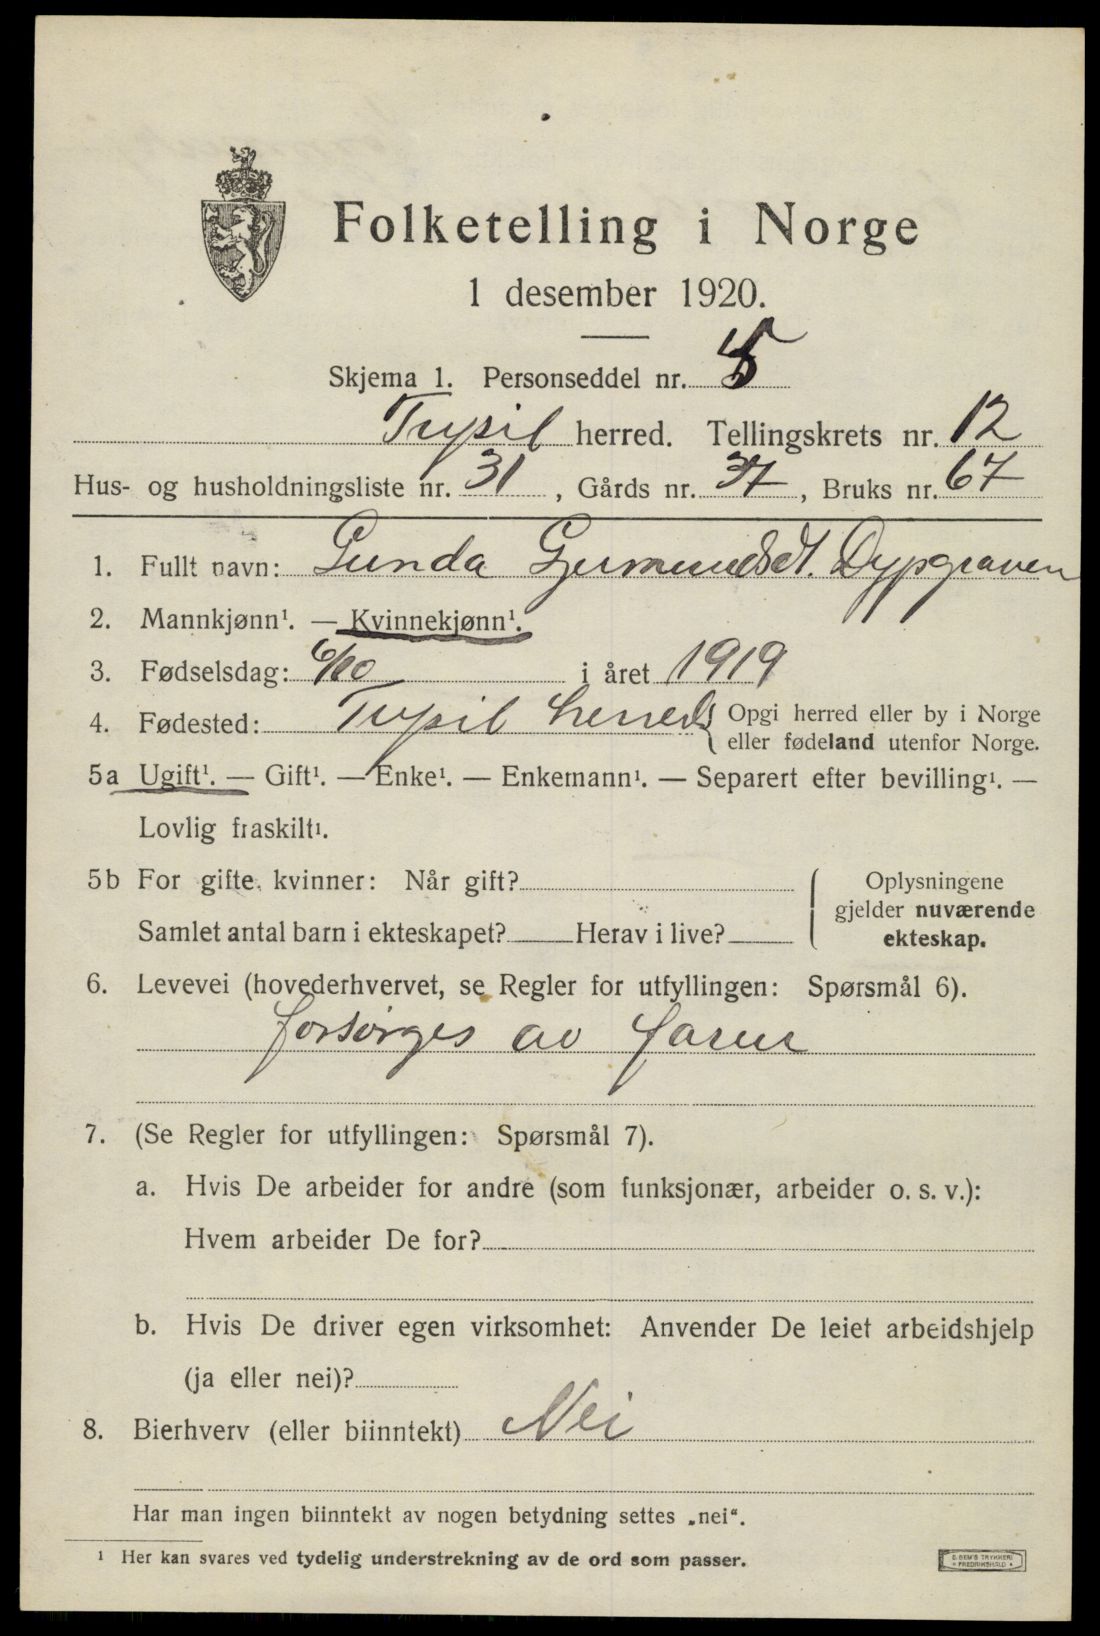 Folketelling i Norge
1 desember 1920.
Skjema 1. Personseddel nr. 5
Trysil herred. Tellingskrets nr. 12
Hus- og husholdningsliste nr. 31, Gårds nr. 37, Bruks nr. 67
1. Fullt navn: Gunda Germundsdt. Dypgraven
2. Mannkjønn¹. — Kvinnekjønn¹.
3. Fødselsdag: 6/10 i året 1919
4. Fødested: Trysil herred { Opgi herred eller by i Norge
eller fødeland utenfor Norge.
5a Ugift¹. — Gift¹. — Enke¹. — Enkemann¹. — Separert efter bevilling¹. —
Lovlig fraskilt¹.
5b For gifte kvinner: Når gift?
Samlet antal barn i ekteskapet? Herav i live?
Oplysningene
gjelder nuværende
ekteskap.
6. Levevei (hovederhvervet, se Regler for utfyllingen: Spørsmål 6).
forsørges av faren
7. (Se Regler for utfyllingen: Spørsmål 7).
a. Hvis De arbeider for andre (som funksjonær, arbeider o. s. v.):
Hvem arbeider De for?
b. Hvis De driver egen virksomhet: Anvender De leiet arbeidshjelp
(ja eller nei)?
8. Bierhverv (eller biinntekt) Nei
Har man ingen biinntekt av nogen betydning settes „nei“.
¹ Her kan svares ved tydelig understrekning av de ord som passer.
E. SEM'S TRYKKERI
FREDRIKSHALD